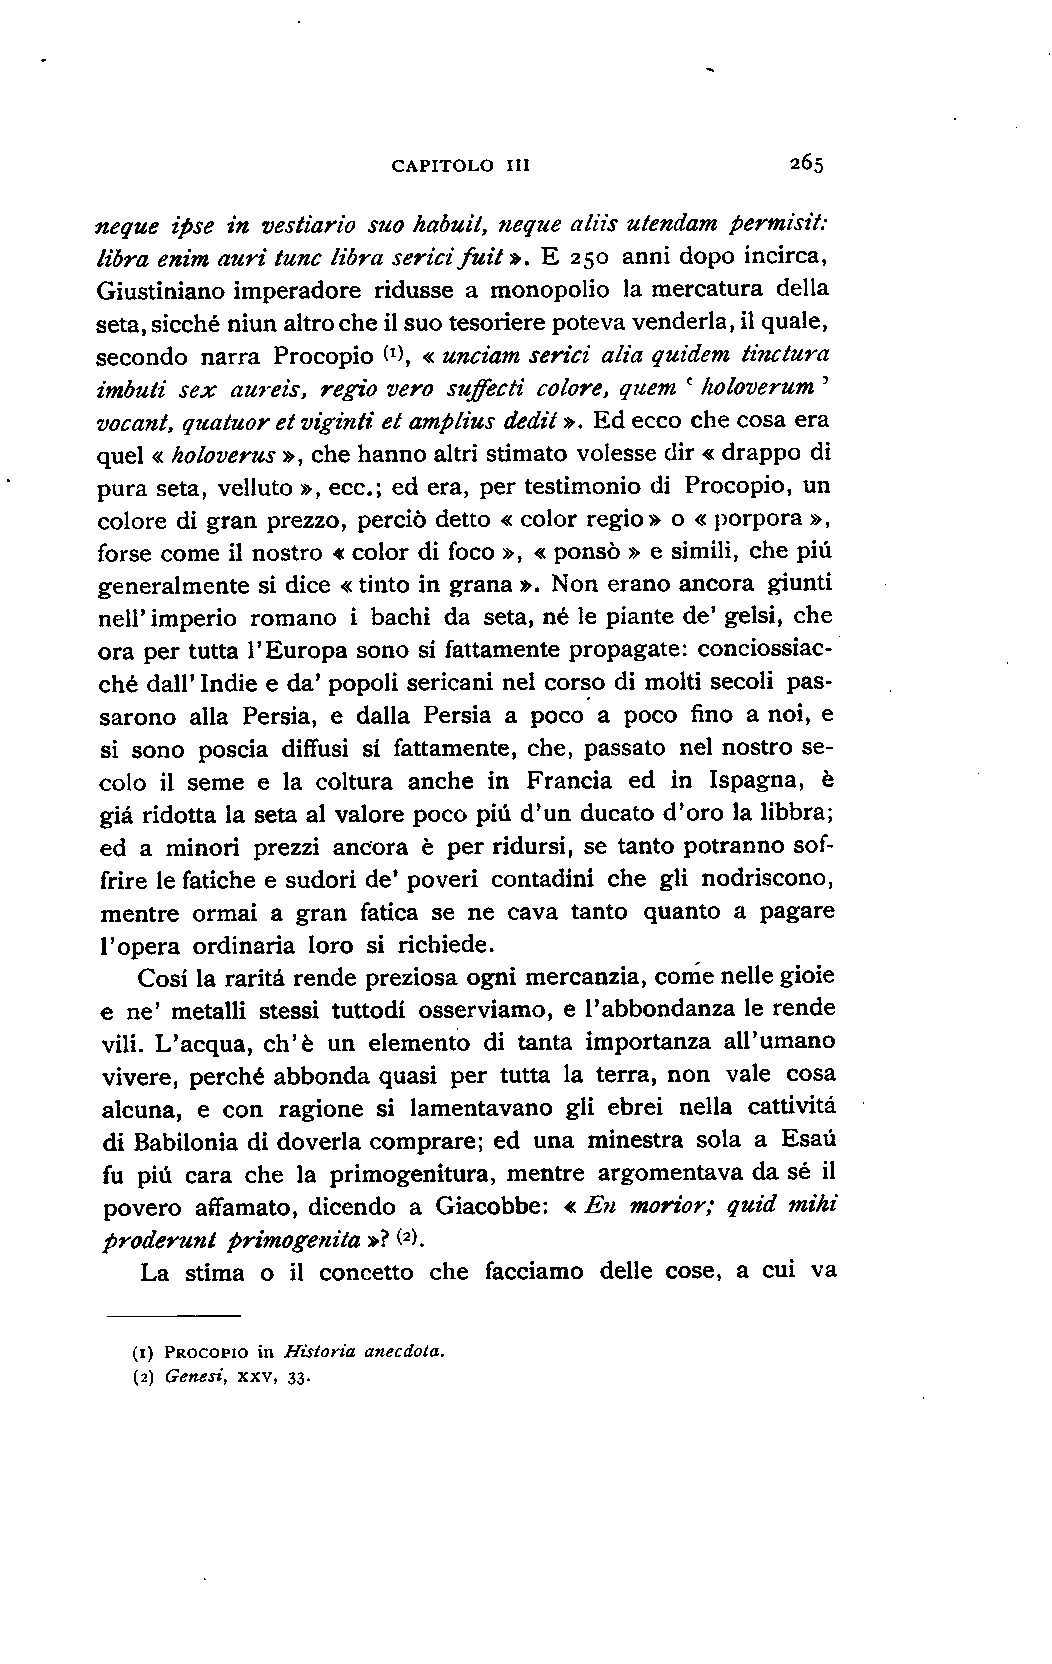 CAPITOLO III 265
neque ipse in vestiario suo habuit, neque aliis utendam permisit:
libra enim auri tunc libra serici fuit ». E 250 anni dopo incirca,
Giustiniano imperadore ridusse a monopolio la mercatura della
seta, sicché niun altro che il suo tesoriere poteva venderla, il quale,
secondo narra Procopio (1), « unciam serici alia quidem tinctura
imbuti sex aureis, regio vero suffecti colore, quem ‘ holoverum ’
vocant, quatuor et viginti et amplius dedit ». Ed ecco che cosa era
quel « holoverus », che hanno altri stimato volesse dir « drappo di
pura seta, velluto », ecc.; ed era, per testimonio di Procopio, un
colore di gran prezzo, perciò detto « color regio » o « porpora »,
forse come il nostro « color di foco », « ponsò » e simili, che piú
generalmente si dice « tinto in grana ». Non erano ancora giunti
nell' imperio romano i bachi da seta, né le piante de' gelsi, che
ora per tutta l'Europa sono sí fattamente propagate: conciossiac-
ché dall' Indie e da' popoli sericani nel corso di molti secoli pas-
sarono alla Persia, e dalla Persia a poco a poco fino a noi, e
si sono poscia diffusi sí fattamente, che, passato nel nostro se-
colo il seme e la coltura anche in Francia ed in Ispagna, è
giá ridotta la seta al valore poco piú d'un ducato d'oro la libbra;
ed a minori prezzi ancora è per ridursi, se tanto potranno sof-
frire le fatiche e sudori de' poveri contadini che gli nodriscono,
mentre ormai a gran fatica se ne cava tanto quanto a pagare
l'opera ordinaria loro si richiede.
Cosí la raritá rende preziosa ogni mercanzia, come nelle gioie
e ne' metalli stessi tuttodí osserviamo, e l'abbondanza le rende
vili. L'acqua, ch'è un elemento di tanta importanza all'umano
vivere, perché abbonda quasi per tutta la terra, non vale cosa
alcuna, e con ragione si lamentavano gli ebrei nella cattivitá
di Babilonia di doverla comprare; ed una minestra sola a Esaú
fu piú cara che la primogenitura, mentre argomentava da sé il
povero affamato, dicendo a Giacobbe: « En morior; quid mihi
proderunt primogenita »? (2).
La stima o il concetto che facciamo delle cose, a cui va
(1) PROCOPIO in Historia anecdota.
(2) Genesi, XXV, 33.